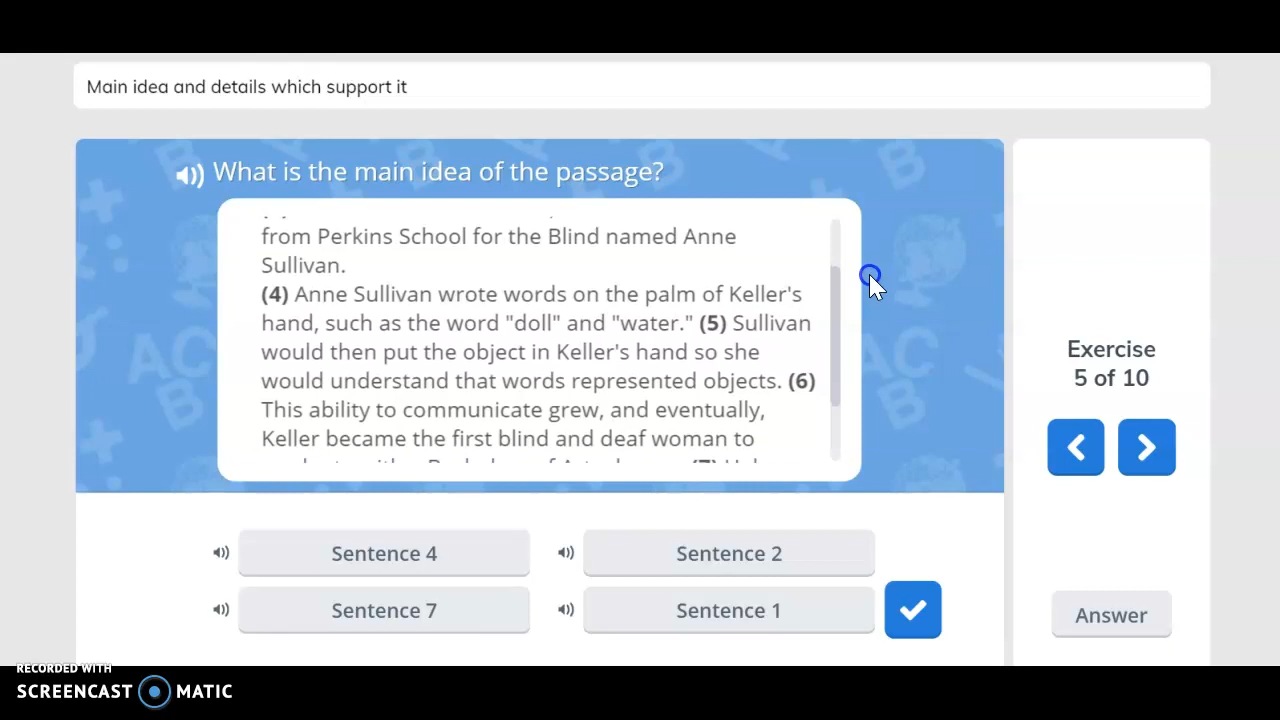 Main idea and details which support it
What is the main idea of the passage?
from Perkins School for the Blind named Anne
Sullivan.
(4) Anne Sullivan wrote words on the palm of Keller's
hand, such as the word "doll" and "water." (5) Sullivan
would then put the object in Keller's hand so she
would understand that words represented objects. (6)
This ability to communicate grew, and eventually,
Keller became the first blind and deaf woman to
Exercise
5 of 10
Sentence 4
Sentence 2
Sentence 7
Sentence 1
Answer
RECORDED WITH
SCREENCAST MATIC